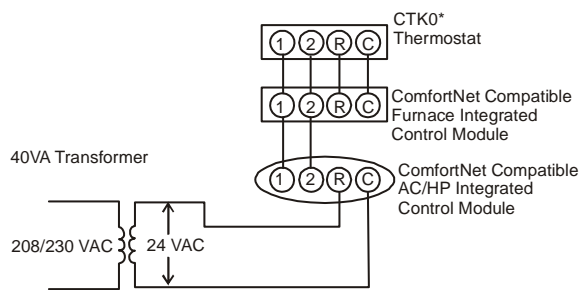 CTK0*
Thermostat
1 2 R C
1 2 R C
ComfortNet Compatible
Furnace Integrated
Control Module
40VA Transformer
1 2 R C
ComfortNet Compatible
AC/HP Integrated
Control Module
208/230 VAC
24 VAC